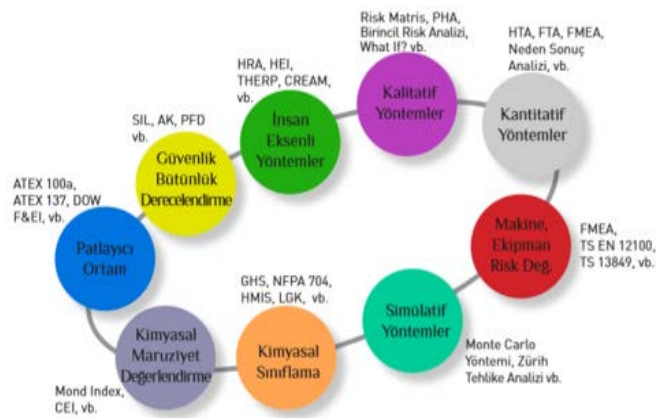 Risk Matris, PHA,
Birincil Risk Analizi,
What If? vb.
Kalitatif
Yöntemler
HTA, FTA, FMEA,
Neden Sonuç
Analizi, vb.
Kantitatif
Yöntemler
HRA, HEI,
THERP, CREAM,
vb.
İnsan
Eksenli
Yöntemler
SIL, AK, PFD
vb.
Güvenlik
Bütünlük
Derecelendirme
ATEX 100a,
ATEX 137, DOW
F&EI, vb.
Patlayıcı
Ortam
Makine,
Ekipman
Risk Değ.
FMEA,
TS EN 12100,
TS 13849, vb.
GHS, NFPA 704,
HMIS, LGK, vb.
Kimyasal
Sınıflama
Simülatif
Yöntemler
Monte Carlo
Yöntemi, Zürih
Tehlike Analizi vb.
Kimyasal
Maruziyet
Değerlendirme
Mond Index,
CEI, vb.